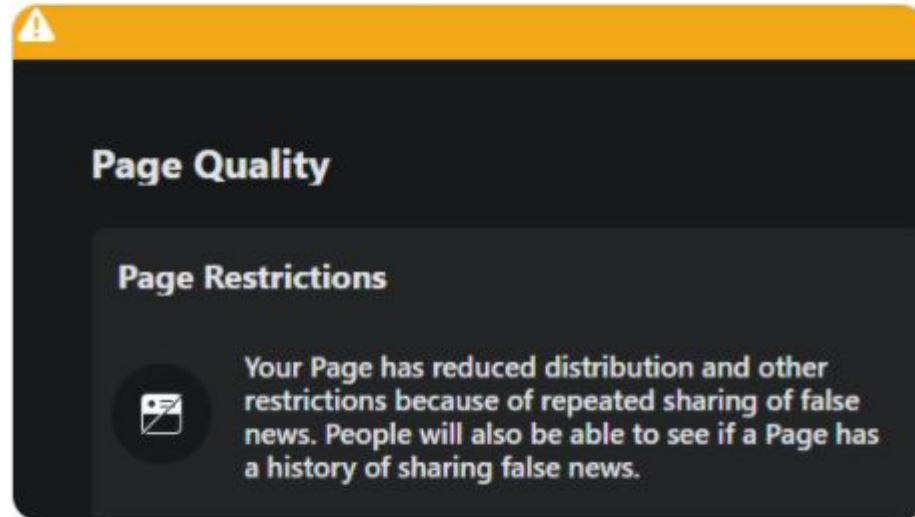 Page Quality
Page Restrictions
Your Page has reduced distribution and other
restrictions because of repeated sharing of false
news. People will also be able to see if a Page has
a history of sharing false news.